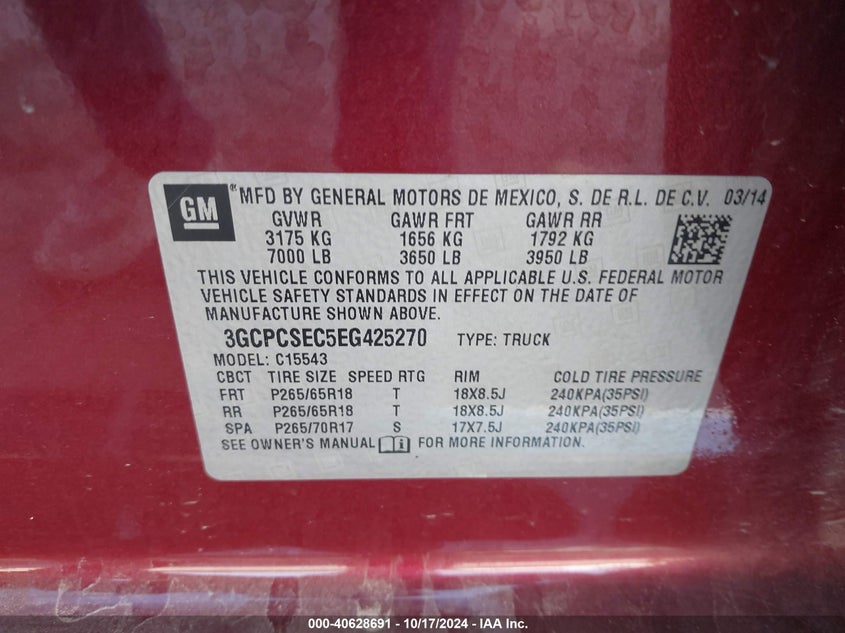 GM ® MFD BY GENERAL MOTORS DE MEXICO, S. DE R.L. DE C.V. 03/14
GVWR GAWR FRT GAWR RR
3175 KG 1656 KG 1792 KG
7000 LB 3650 LB 3950 LB
THIS VEHICLE CONFORMS TO ALL APPLICABLE U.S. FEDERAL MOTOR
VEHICLE SAFETY STANDARDS IN EFFECT ON THE DATE OF
MANUFACTURE SHOWN ABOVE.
3GCPCSEC5EG425270 TYPE: TRUCK
MODEL: C15543
CBCT TIRE SIZE SPEED RTG RIM COLD TIRE PRESSURE
FRT P265/65R18 T 18X8.5J 240KPA(35PSI)
RR P265/65R18 T 18X8.5J 240KPA(35PSI)
SPA P265/70R17 S 17X7.5J 240KPA(35PSI)
SEE OWNER'S MANUAL FOR MORE INFORMATION.
000-40628691 - 10/17/2024 - IAA Inc.